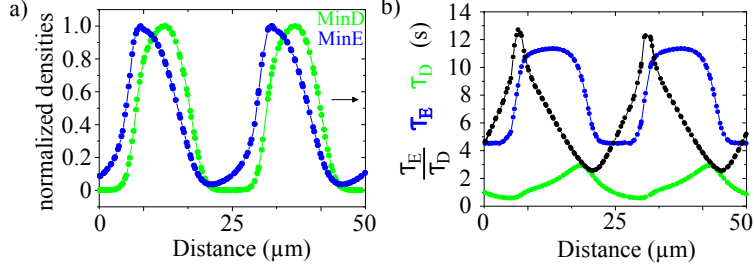 a)
MinD
MinE
normalized densities
1.0
0.8
0.6
0.4
0.2
0
0
25
50
Distance (µm)
b)
τE/τD τE τD (s)
14
12
10
8
6
4
2
0
0
25
50
Distance (µm)